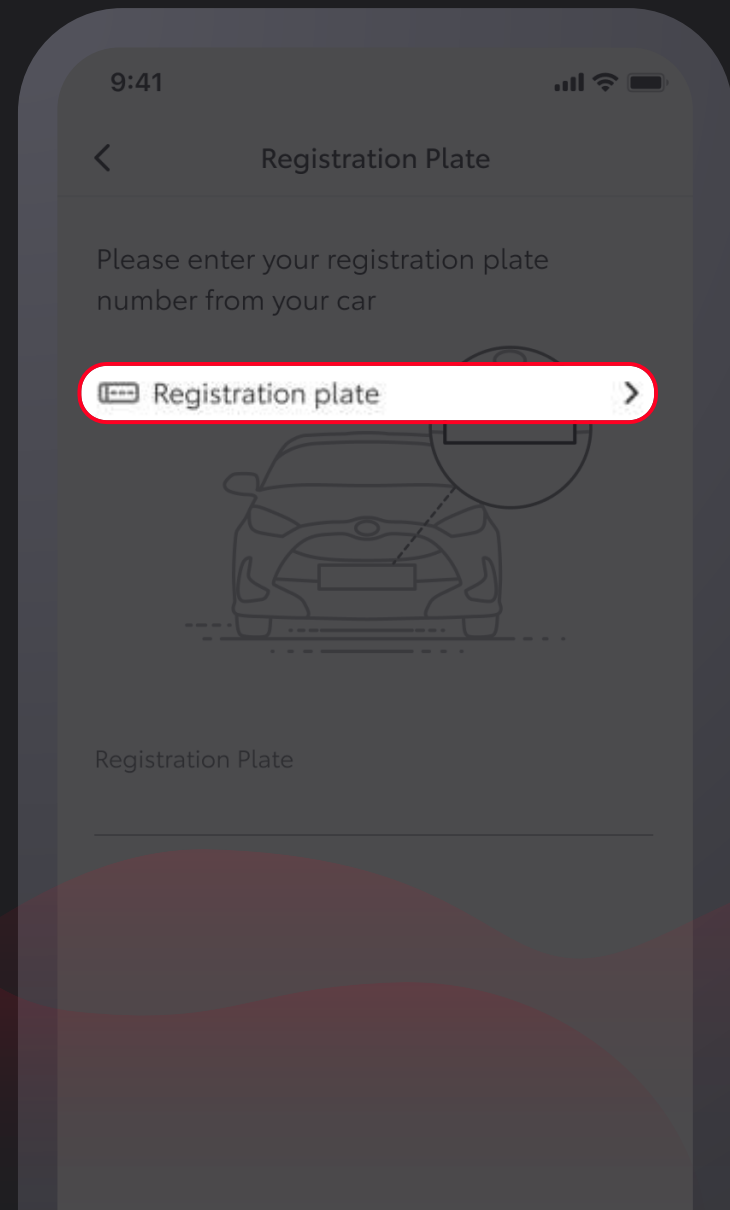 9:41
Registration Plate
Please enter your registration plate
number from your car
Registration plate
Registration Plate